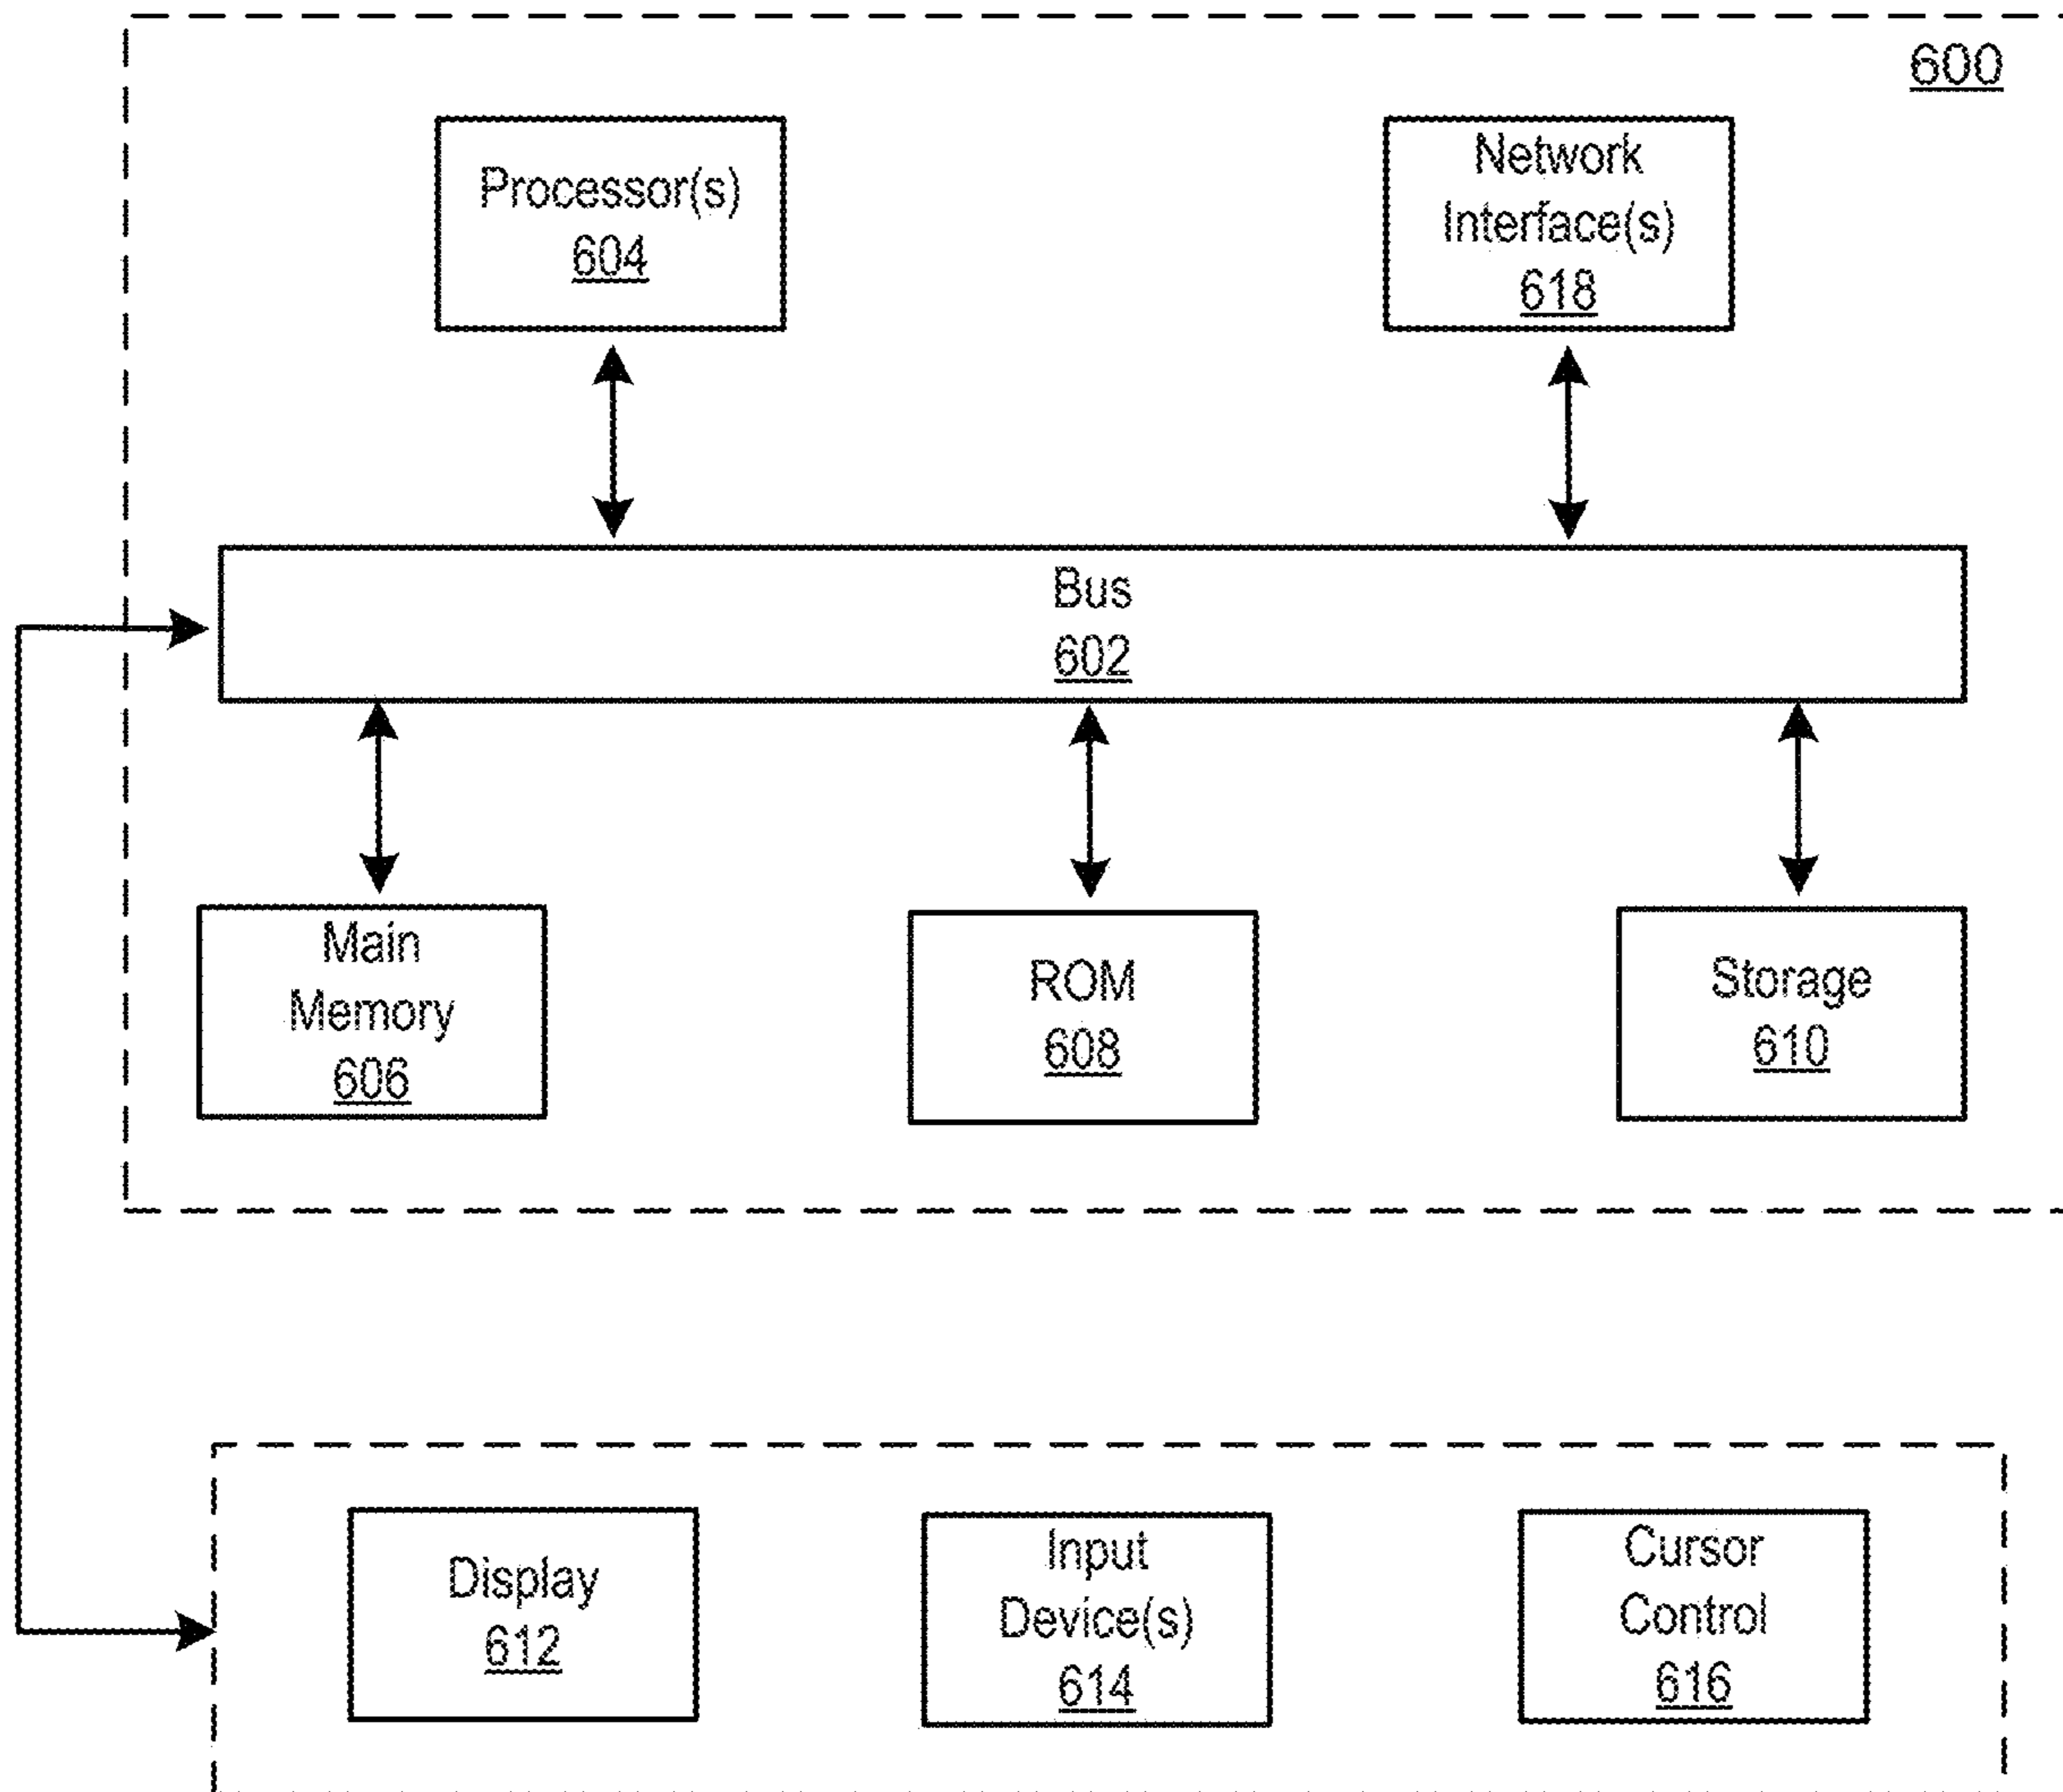 600
Processor(s)
604
Network
Interface(s)
618
Bus
602
Main
Memory
606
ROM
608
Storage
610
Display
612
Input
Device(s)
614
Cursor
Control
616